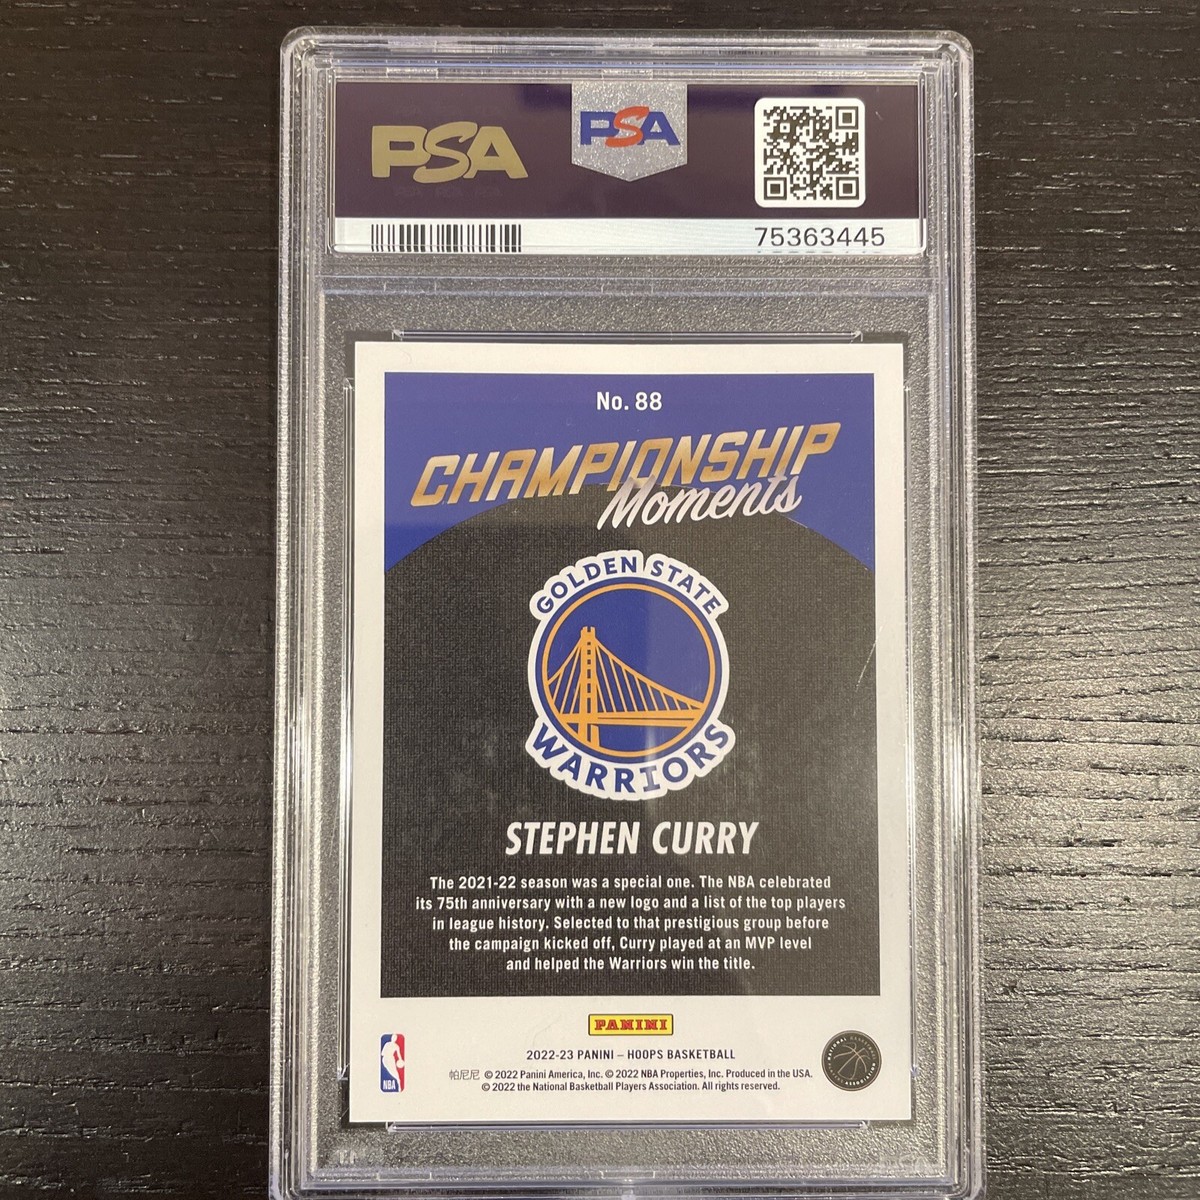 PSA
PSA
75363445
No. 88
CHAMPIONSHIP
Moments
GOLDEN STATE
WARRIORS
STEPHEN CURRY
The 2021-22 season was a special one. The NBA celebrated
its 75th anniversary with a new logo and a list of the top players
in league history. Selected to that prestigious group before
the campaign kicked off, Curry played at an MVP level
and helped the Warriors win the title.
PANINI
2022-23 PANINI – HOOPS BASKETBALL
帕尼尼 © 2022 Panini America, Inc. © 2022 NBA Properties, Inc. Produced in the USA.
© 2022 the National Basketball Players Association. All rights reserved.
NBA